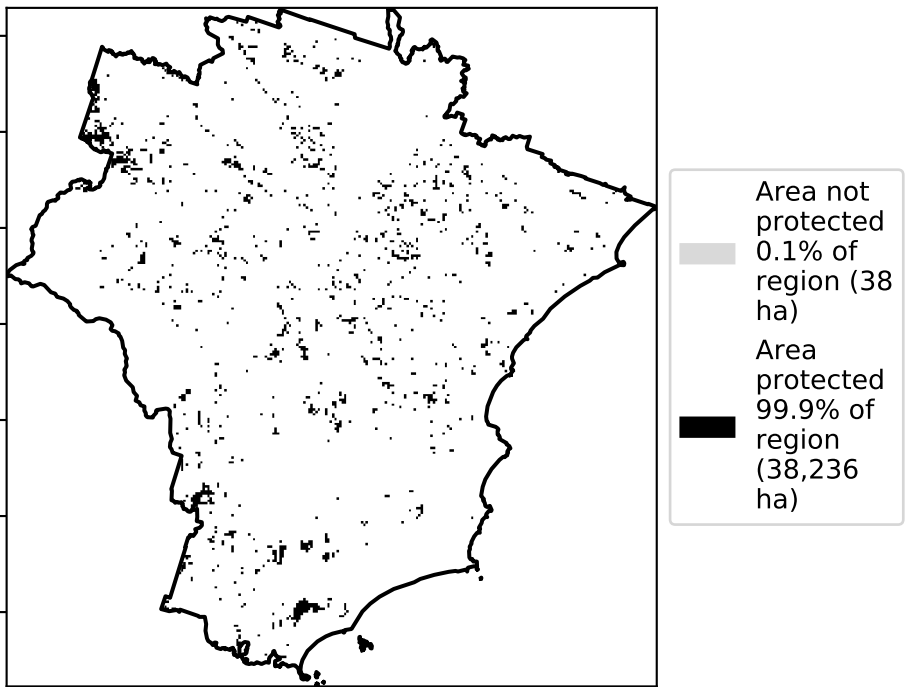 Area not
protected
0.1% of
region (38
ha)
Area
protected
99.9% of
region
(38,236
ha)